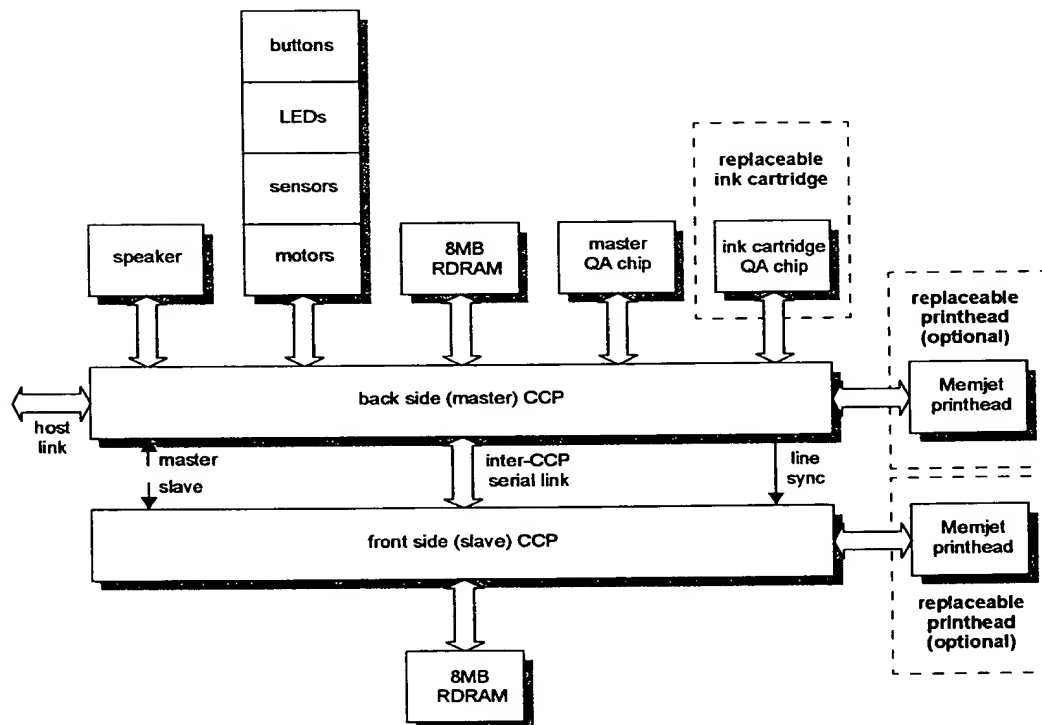 buttons
LEDs
sensors
motors
speaker
8MB
RDRAM
master
QA chip
replaceable
ink cartridge
ink cartridge
QA chip
replaceable
printhead
(optional)
Memjet
printhead
back side (master) CCP
host
link
master
slave
inter-CCP
serial link
line
sync
front side (slave) CCP
Memjet
printhead
replaceable
printhead
(optional)
8MB
RDRAM